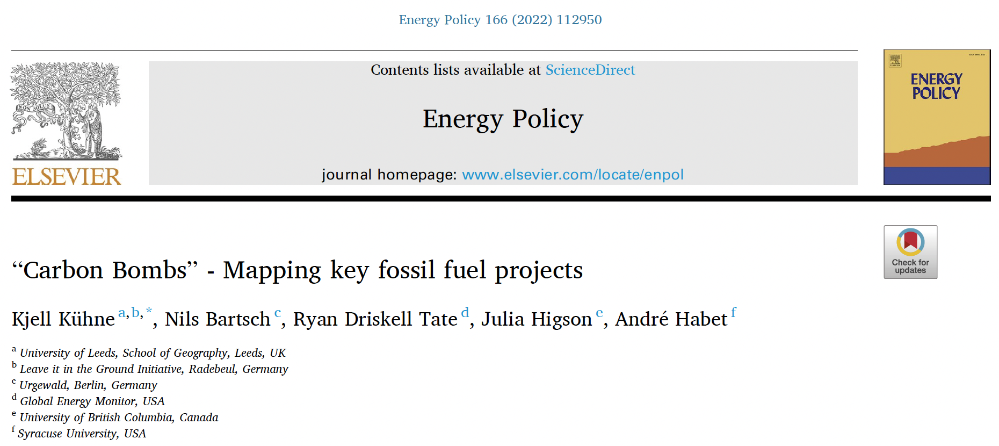 Energy Policy 166 (2022) 112950
Contents lists available at ScienceDirect
Energy Policy
journal homepage: www.elsevier.com/locate/enpol
NON SOLUS
ELSEVIER
ENERGY
POLICY
Check for
updates
“Carbon Bombs” - Mapping key fossil fuel projects
Kjell Kühne a,b,*, Nils Bartsch c, Ryan Driskell Tate d, Julia Higson e, André Habet f
a University of Leeds, School of Geography, Leeds, UK
b Leave it in the Ground Initiative, Radebeul, Germany
c Urgewald, Berlin, Germany
d Global Energy Monitor, USA
e University of British Columbia, Canada
f Syracuse University, USA